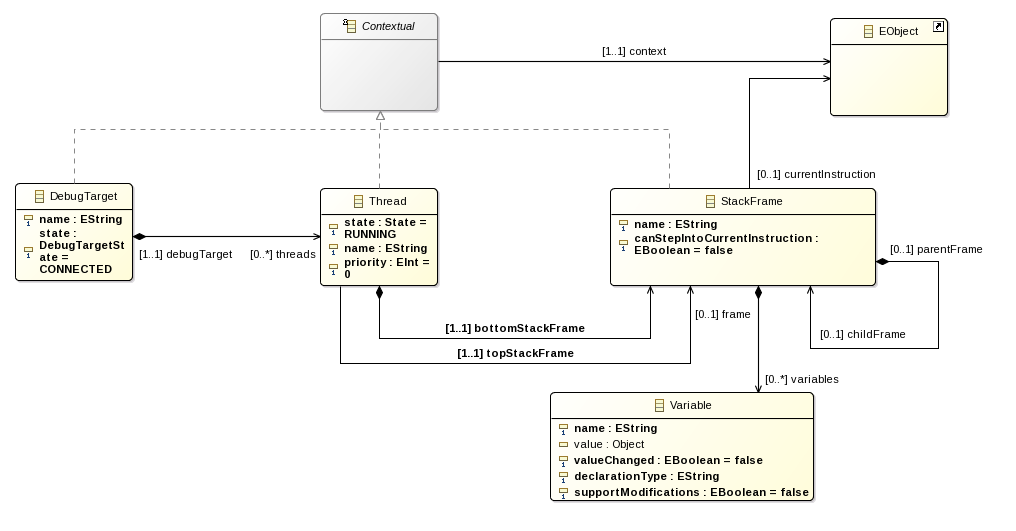 Contextual
EObject
[1..1] context
[0..1] currentInstruction
DebugTarget
name : EString
state :
DebugTargetSt
ate =
CONNECTED
[1..1] debugTarget
[0..*] threads
Thread
state : State =
RUNNING
name : EString
priority : EInt =
0
StackFrame
name : EString
canStepIntoCurrentInstruction :
EBoolean = false
[0..1] parentFrame
[0..1] childFrame
[1..1] bottomStackFrame
[1..1] topStackFrame
[0..1] frame
[0..*] variables
Variable
name : EString
value : Object
valueChanged : EBoolean = false
declarationType : EString
supportModifications : EBoolean = false